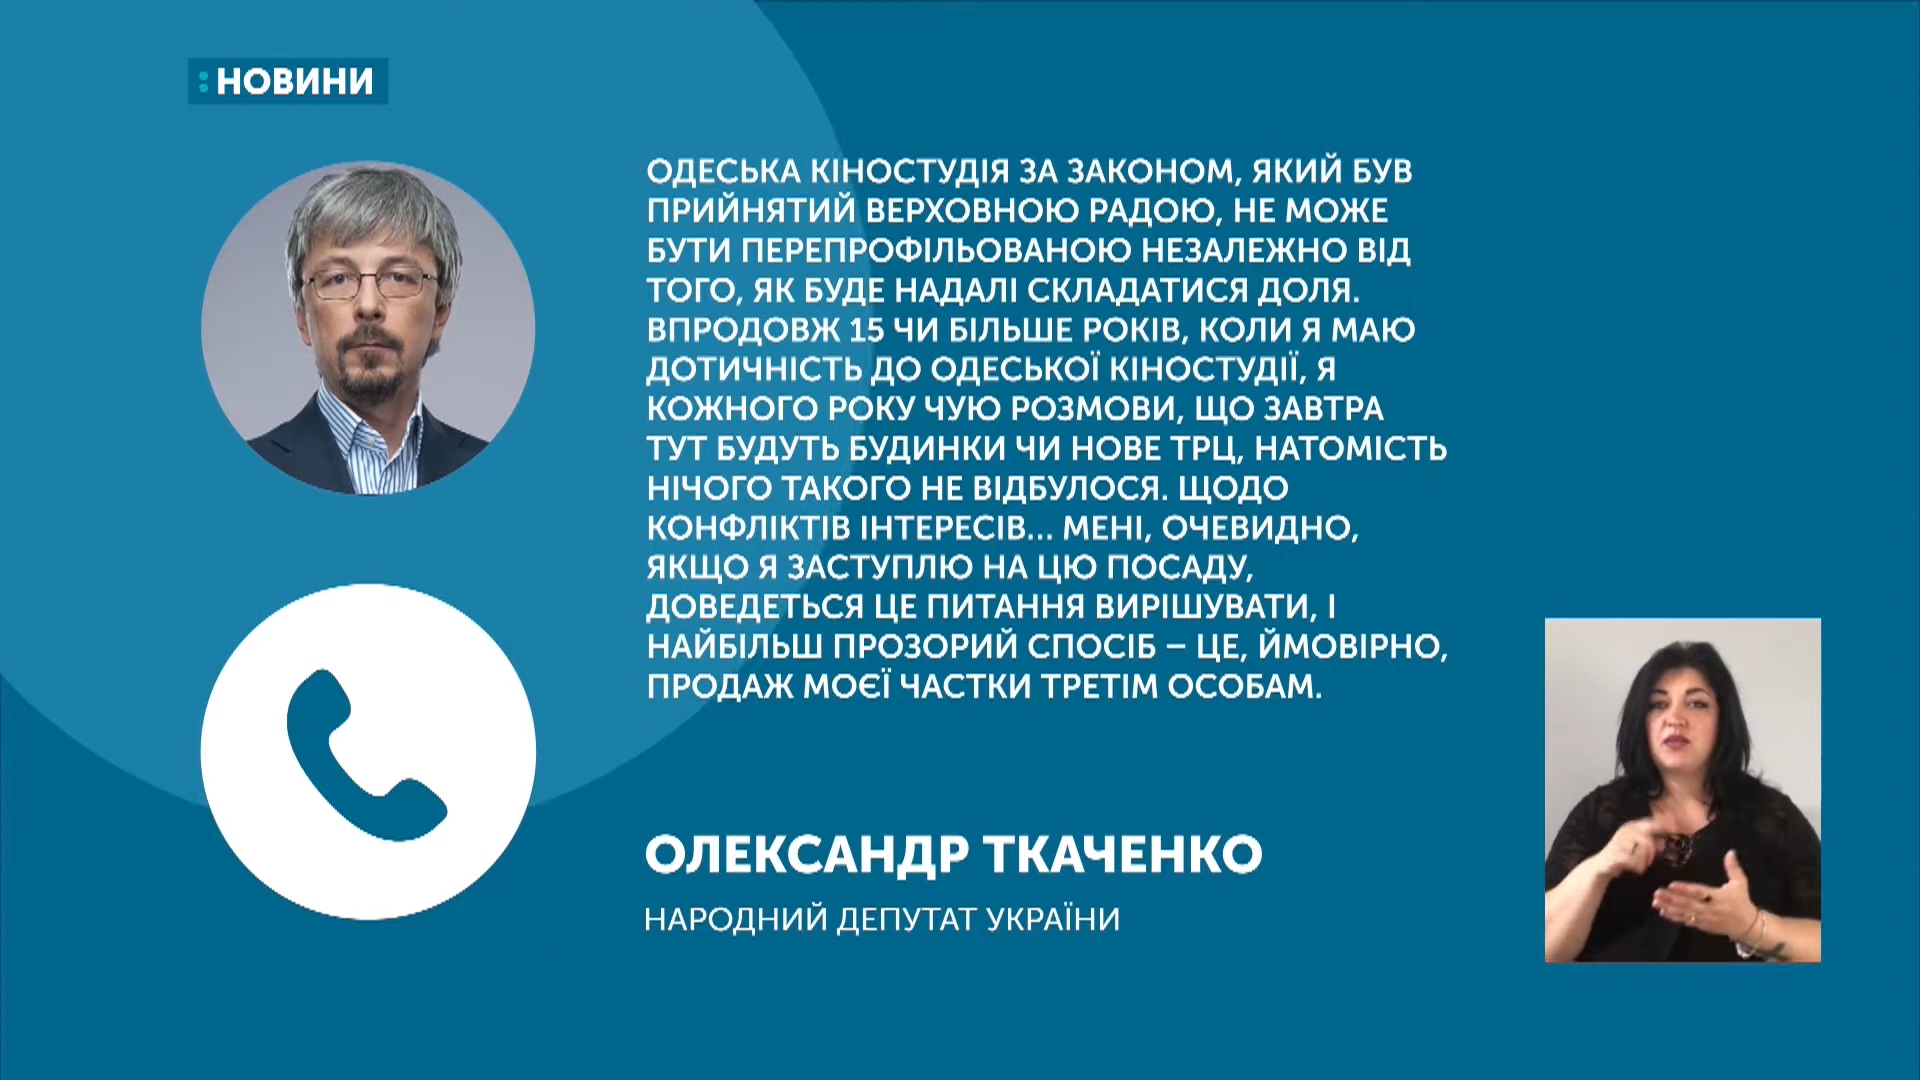 НОВИНИ
ОДЕСЬКА КІНОСТУДІЯ ЗА ЗАКОНОМ, ЯКИЙ БУВ
ПРИЙНЯТИЙ ВЕРХОВНОЮ РАДОЮ, НЕ МОЖЕ
БУТИ ПЕРЕПРОФІЛЬОВАНОЮ НЕЗАЛЕЖНО ВІД
ТОГО, ЯК БУДЕ НАДАЛІ СКЛАДАТИСЯ ДОЛЯ.
ВПРОДОВЖ 15 ЧИ БІЛЬШЕ РОКІВ, КОЛИ Я МАЮ
ДОТИЧНІСТЬ ДО ОДЕСЬКОЇ КІНОСТУДІЇ, Я
КОЖНОГО РОКУ ЧУЮ РОЗМОВИ, ЩО ЗАВТРА
ТУТ БУДУТЬ БУДИНКИ ЧИ НОВЕ ТРЦ, НАТОМІСТЬ
НІЧОГО ТАКОГО НЕ ВІДБУЛОСЯ. ЩОДО
КОНФЛІКТІВ ІНТЕРЕСІВ... МЕНІ, ОЧЕВИДНО,
ЯКЩО Я ЗАСТУПЛЮ НА ЦЮ ПОСАДУ,
ДОВЕДЕТЬСЯ ЦЕ ПИТАННЯ ВИРІШУВАТИ, І
НАЙБІЛЬШ ПРОЗОРИЙ СПОСІБ – ЦЕ, ЙМОВІРНО,
ПРОДАЖ МОЄЇ ЧАСТКИ ТРЕТІМ ОСОБАМ.
ОЛЕКСАНДР ТКАЧЕНКО
НАРОДНИЙ ДЕПУТАТ УКРАЇНИ